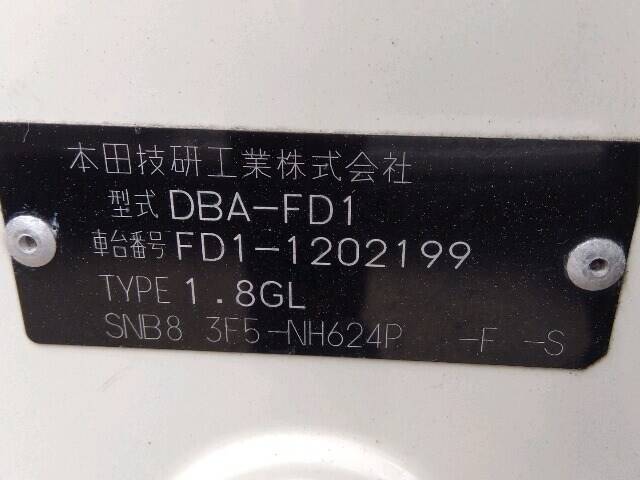 本田技研工業株式会社
型式 DBA-FD1
車台番号 FD1-1202199
TYPE 1.8GL
SNB8 3F5-NH624P -F -S